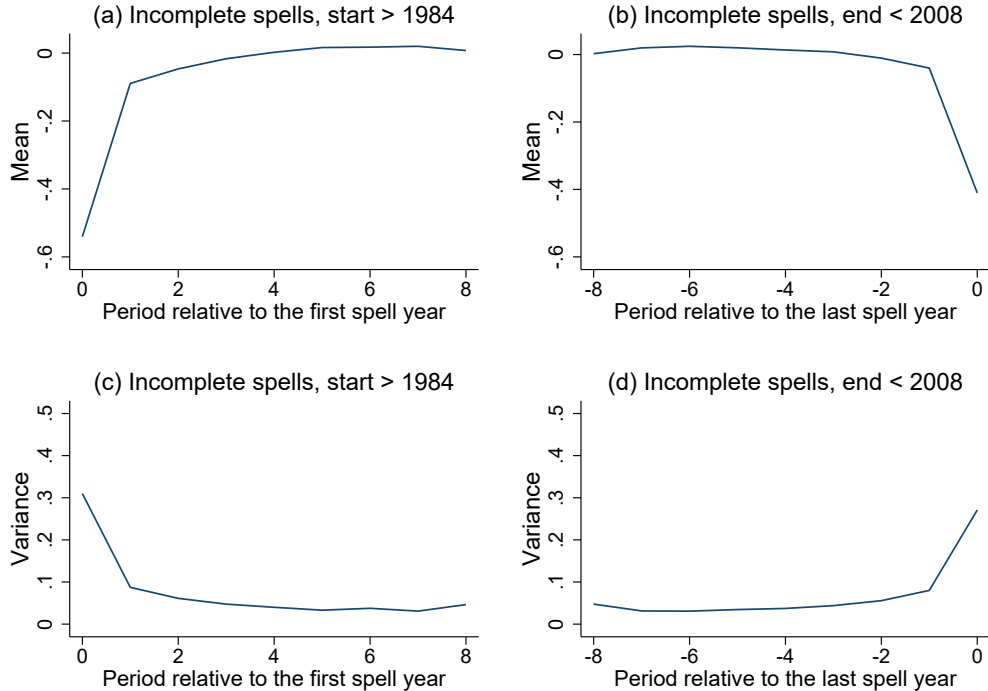 (a) Incomplete spells, start > 1984
Mean
0
-.2
-.4
-.6
0 2 4 6 8
Period relative to the first spell year
(b) Incomplete spells, end < 2008
Mean
0
-.2
-.4
-.6
-8 -6 -4 -2 0
Period relative to the last spell year
(c) Incomplete spells, start > 1984
Variance
.5
.4
.3
.2
.1
0
0 2 4 6 8
Period relative to the first spell year
(d) Incomplete spells, end < 2008
Variance
.5
.4
.3
.2
.1
0
-8 -6 -4 -2 0
Period relative to the last spell year